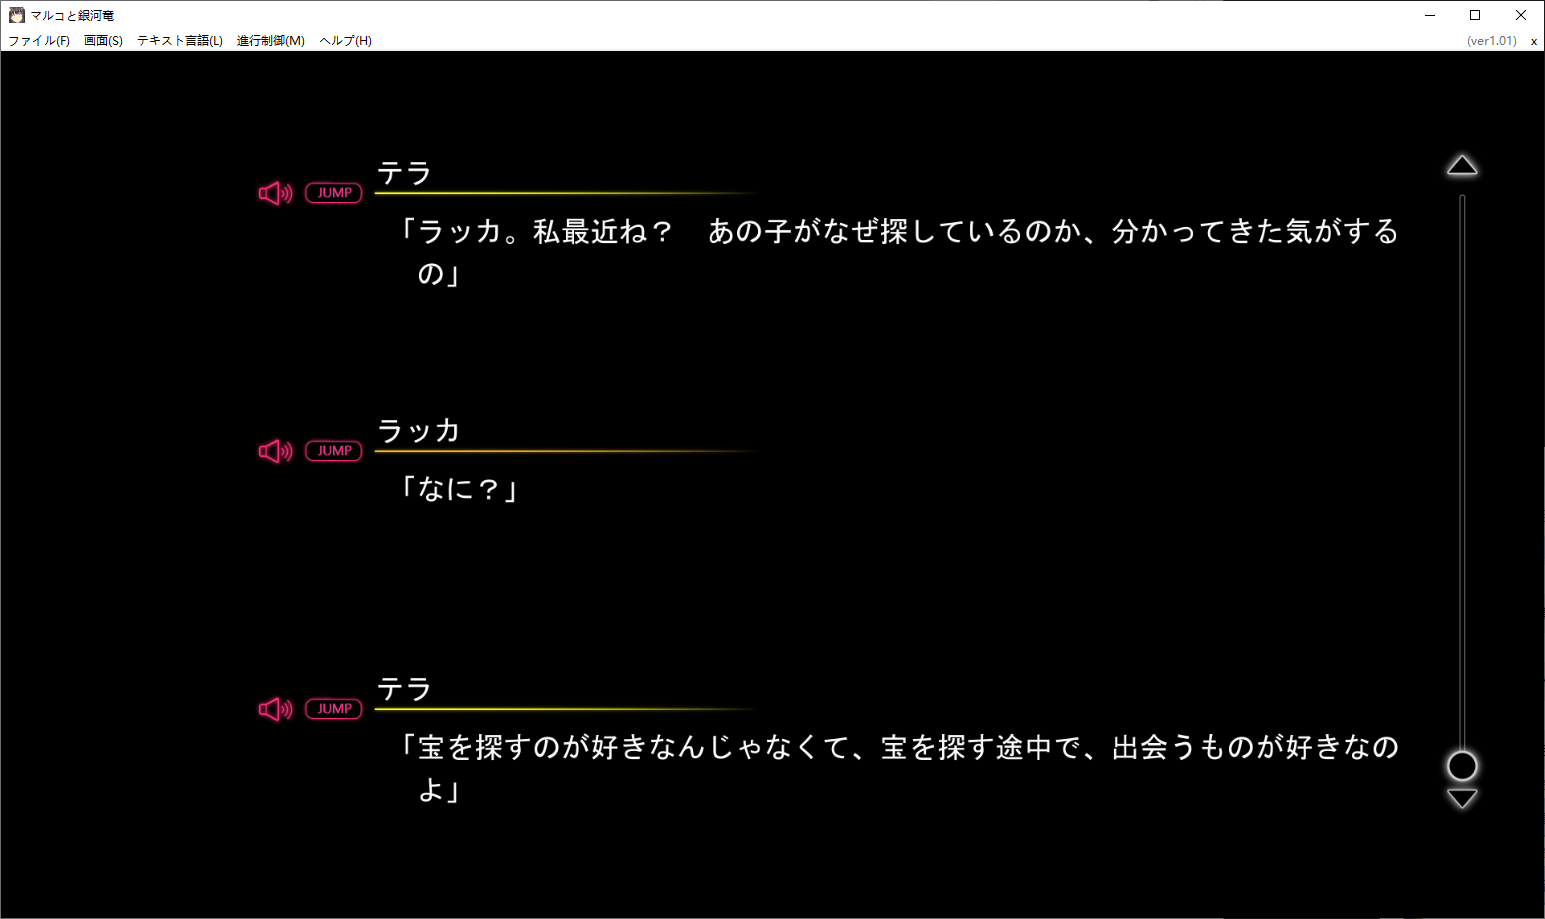 マルコと銀河竜
ファイル(F) 画面(S) テキスト言語(L) 進行制御(M) ヘルプ(H) (ver1.01) x
テラ
JUMP
「ラッカ。私最近ね？　あの子がなぜ探しているのか、分かってきた気がする
の」
ラッカ
JUMP
「なに？」
テラ
JUMP
「宝を探すのが好きなんじゃなくて、宝を探す途中で、出会うものが好きなの
よ」